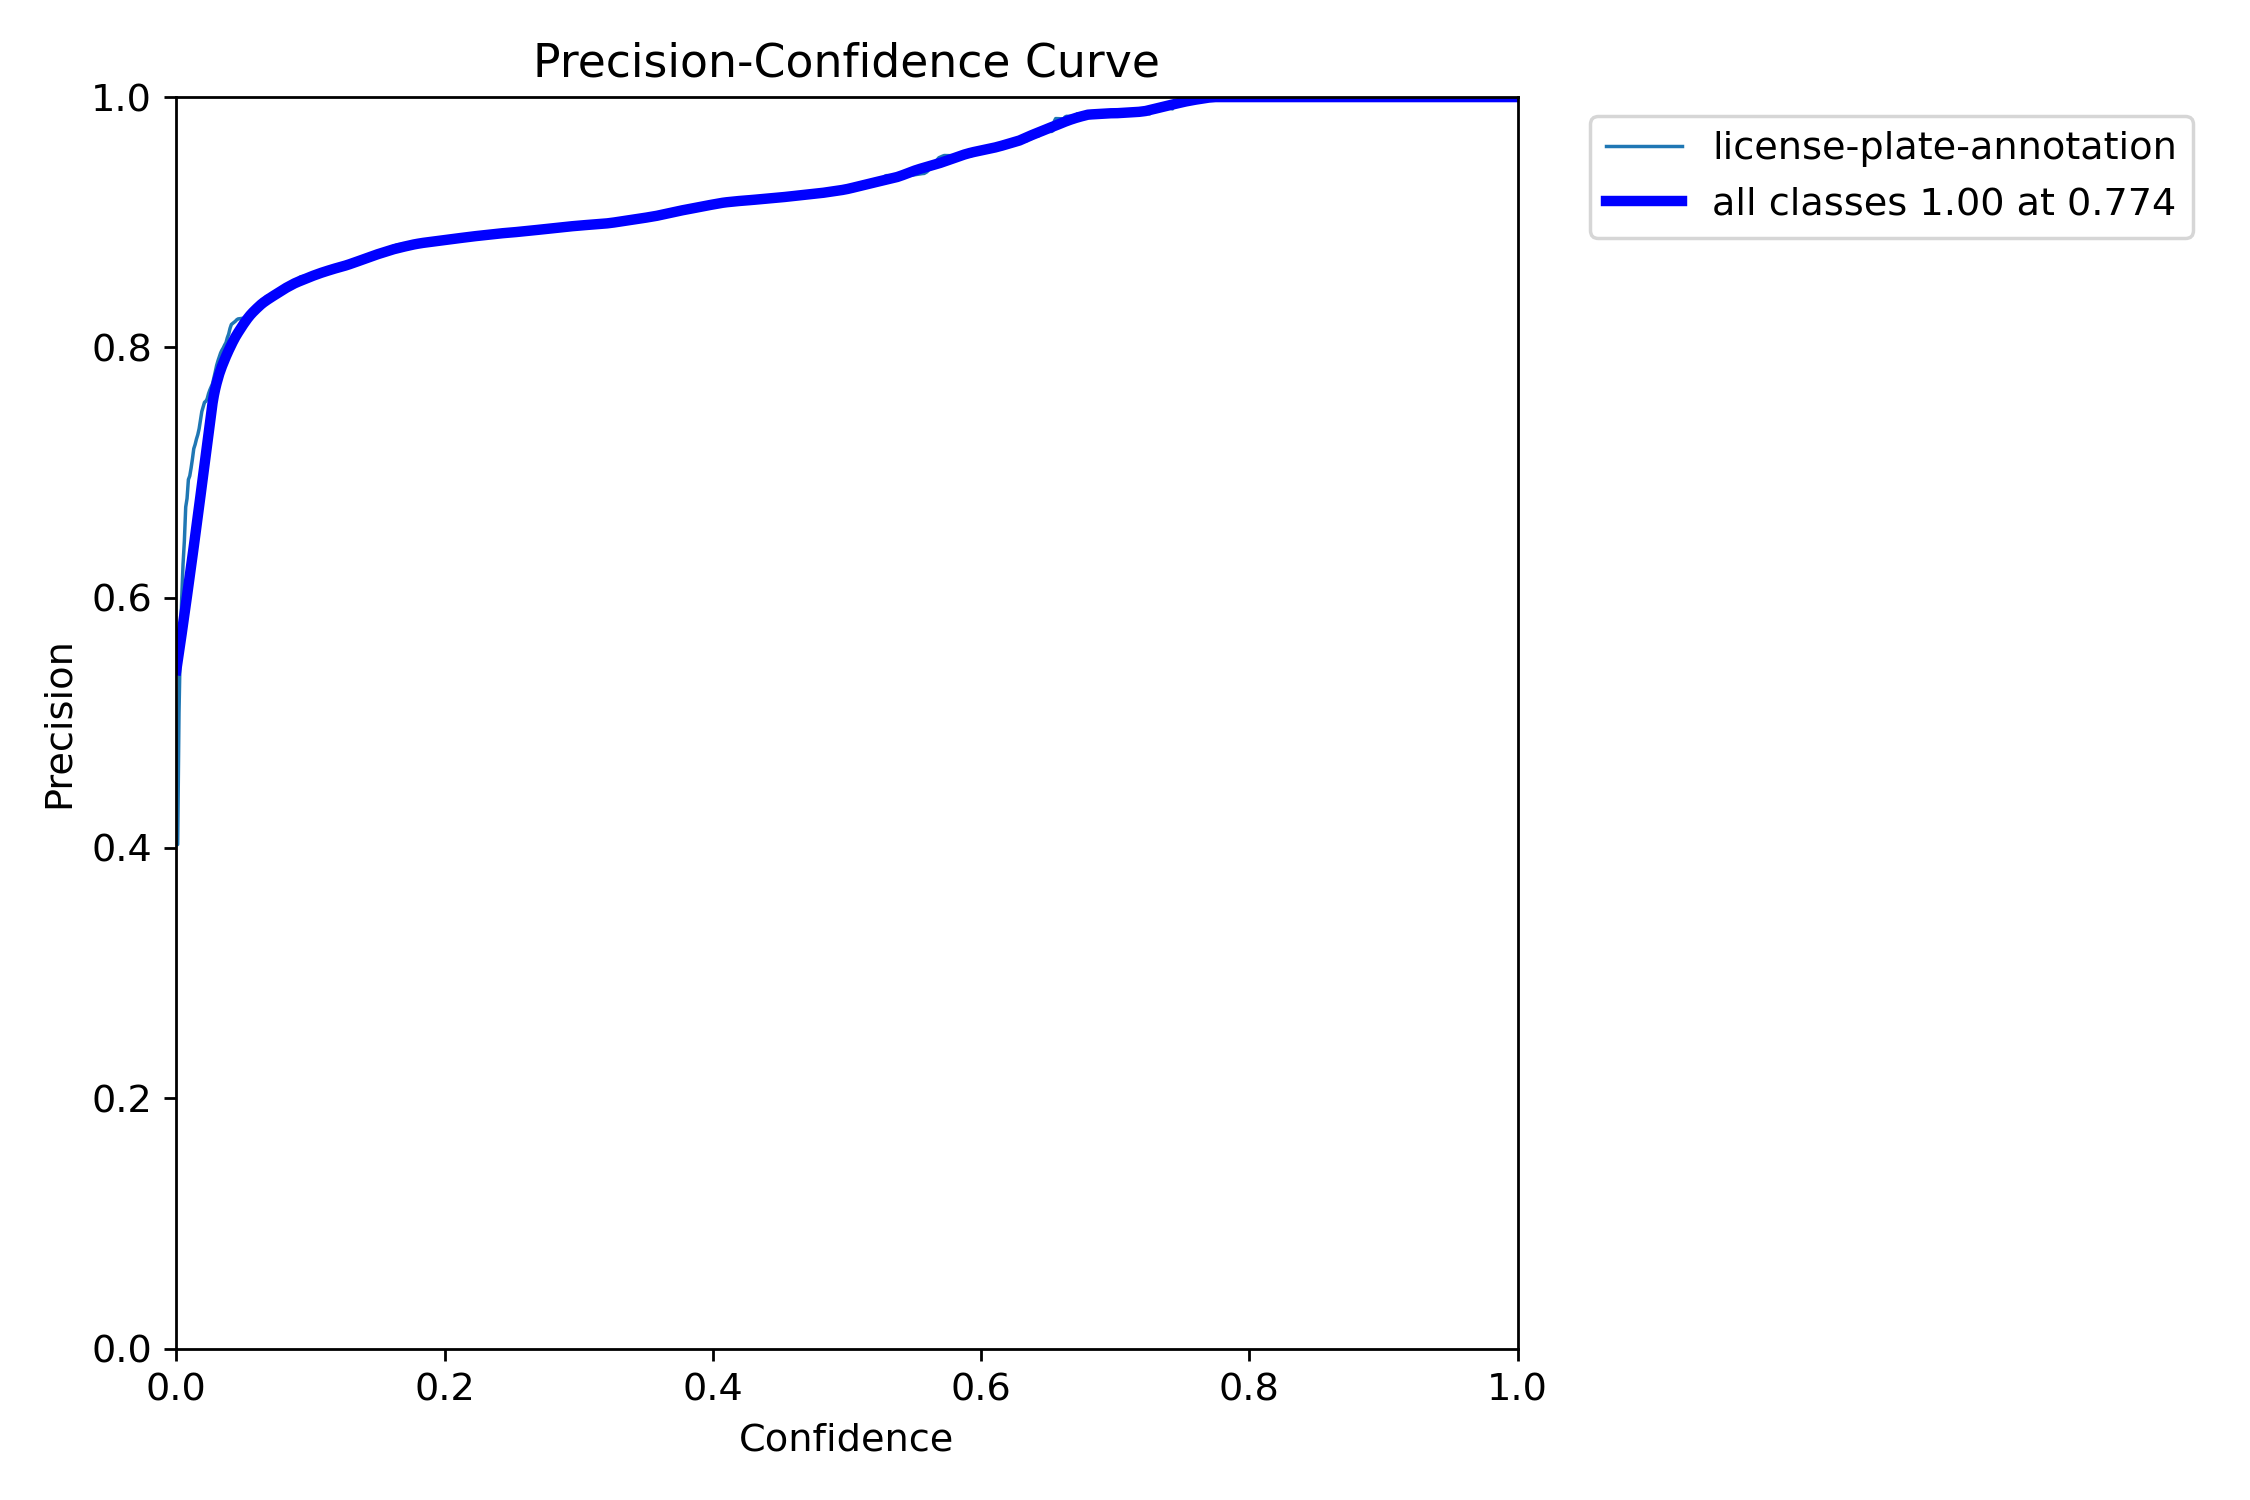 Precision-Confidence Curve
1.0
0.8
0.6
0.4
0.2
0.0
Precision
0.0 0.2 0.4 0.6 0.8 1.0
Confidence
license-plate-annotation
all classes 1.00 at 0.774